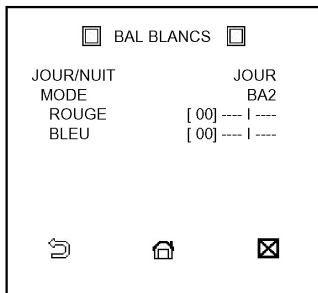 BAL BLANCS
JOUR/NUIT JOUR
MODE BA2
ROUGE [ 00] ---- I ----
BLEU [ 00] ---- I ----